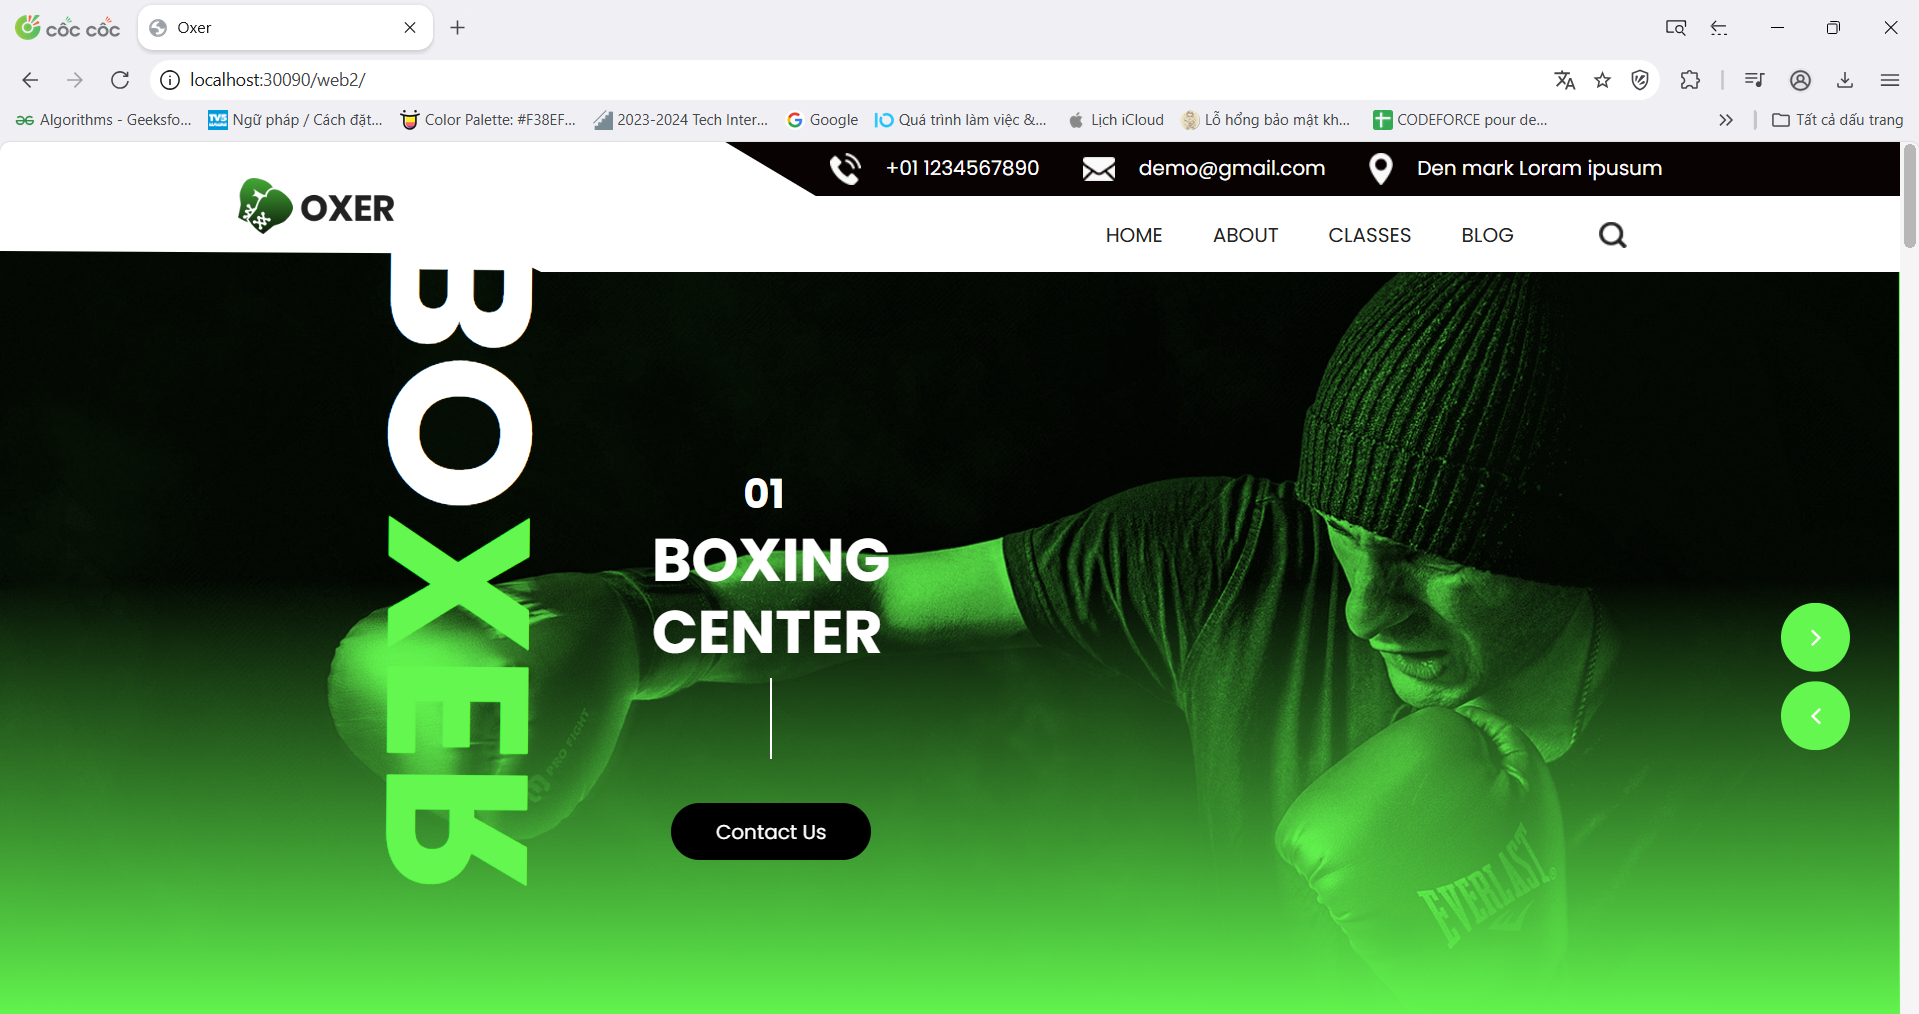 cốc cốc
Oxer
localhost:30090/web2/
Algorithms - Geeksfo...
TV5 MONDE
Ngữ pháp / Cách đặt...
Color Palette: #F38EF...
2023-2024 Tech Inter...
Google
Quá trình làm việc &...
Lịch iCloud
Lỗ hổng bảo mật kh...
CODEFORCE pour de...
Tất cả dấu trang
+01 1234567890
demo@gmail.com
Den mark Loram ipusum
OXER
HOME
ABOUT
CLASSES
BLOG
BOXER
01
BOXING
CENTER
PRO FIGHT
Contact Us
EVERLAST